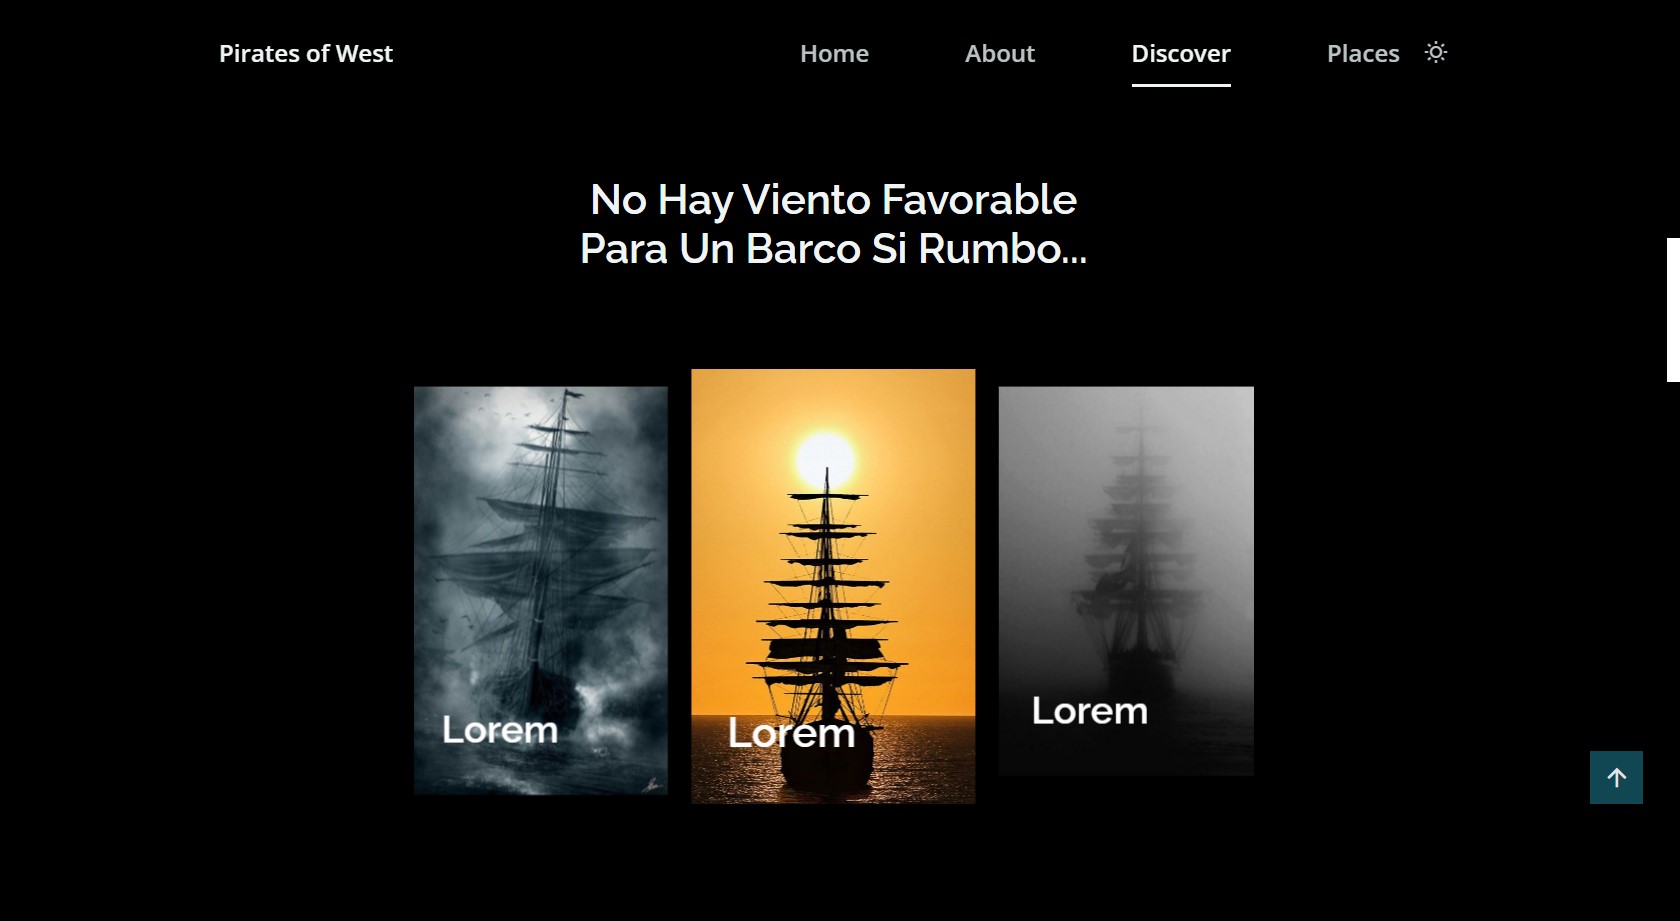 Pirates of West
Home
About
Discover
Places
No Hay Viento Favorable
Para Un Barco Si Rumbo...
Lorem
Lorem
Lorem